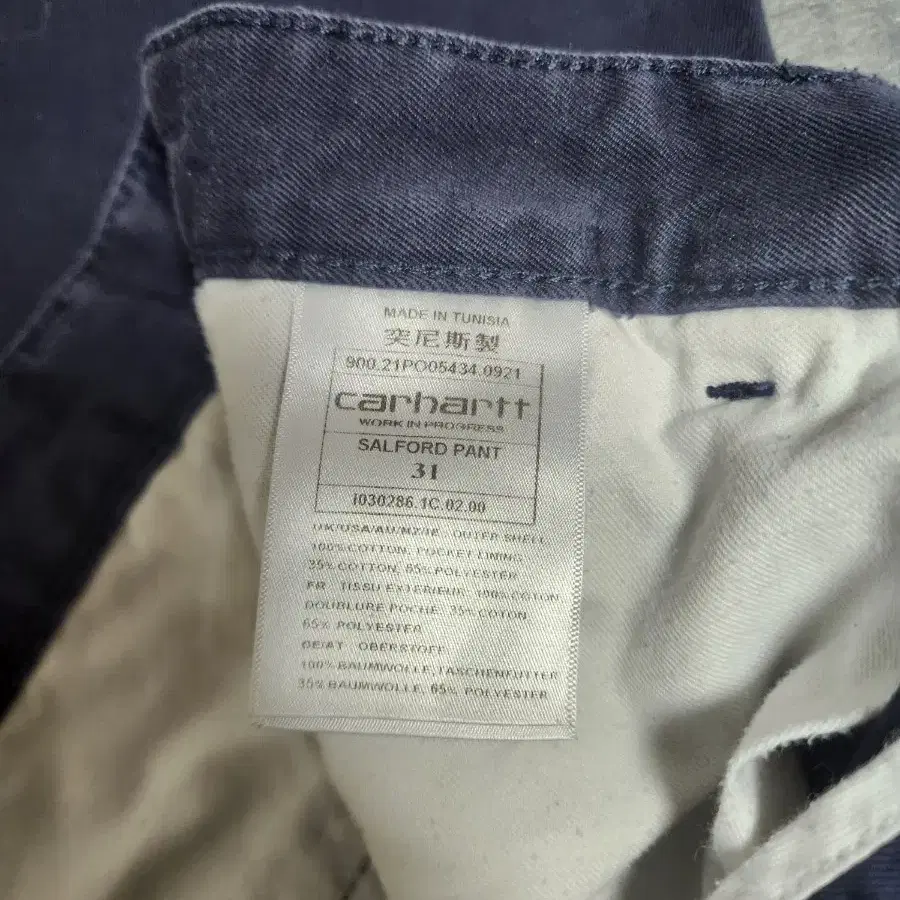 MADE IN TUNISIA
突尼斯製
900.21PO05434.0921
carhartt
WORK IN PROGRESS
SALFORD PANT
31
I030286.1C.02.00
UK/USA/AU/NZ/IE OUTER SHELL
100% COTTON, POCKET LINING
35% COTTON, 65% POLYESTER
FR TISSU EXTERIEUR 100% COTON
DOUBLURE POCHE 35% COTON
65% POLYESTER
DE/AT OBERSTOFF
100% BAUMWOLLE, TASCHENFUTTER
35% BAUMWOLLE, 65% POLYESTER